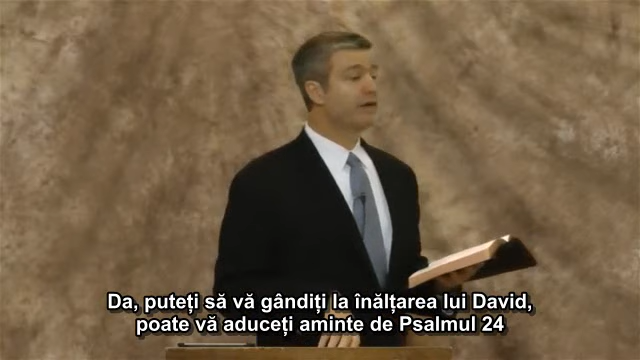 Da, puteți să vă gândiți la înălțarea lui David,
poate vă aduceți aminte de Psalmul 24